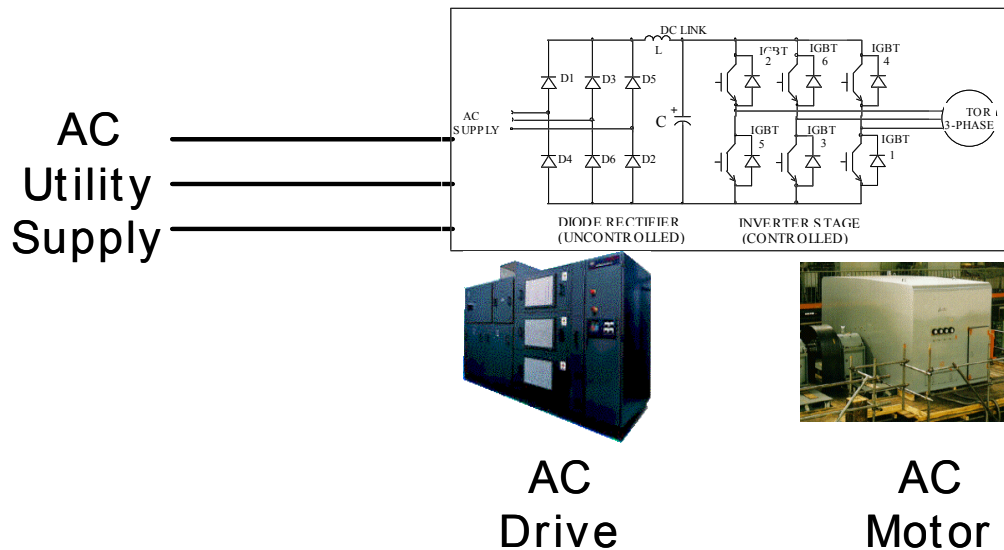 AC
Utility
Supply
DC LINK
L
D1
D3
D5
AC
SUPPLY
+
C
D4
D6
D2
IGBT
2
IGBT
6
IGBT
4
IGBT
5
IGBT
3
IGBT
1
TOR
3-PHASE
DIODE RECTIFIER
(UNCONTROLLED)
INVERTER STAGE
(CONTROLLED)
AC
Drive
AC
Motor